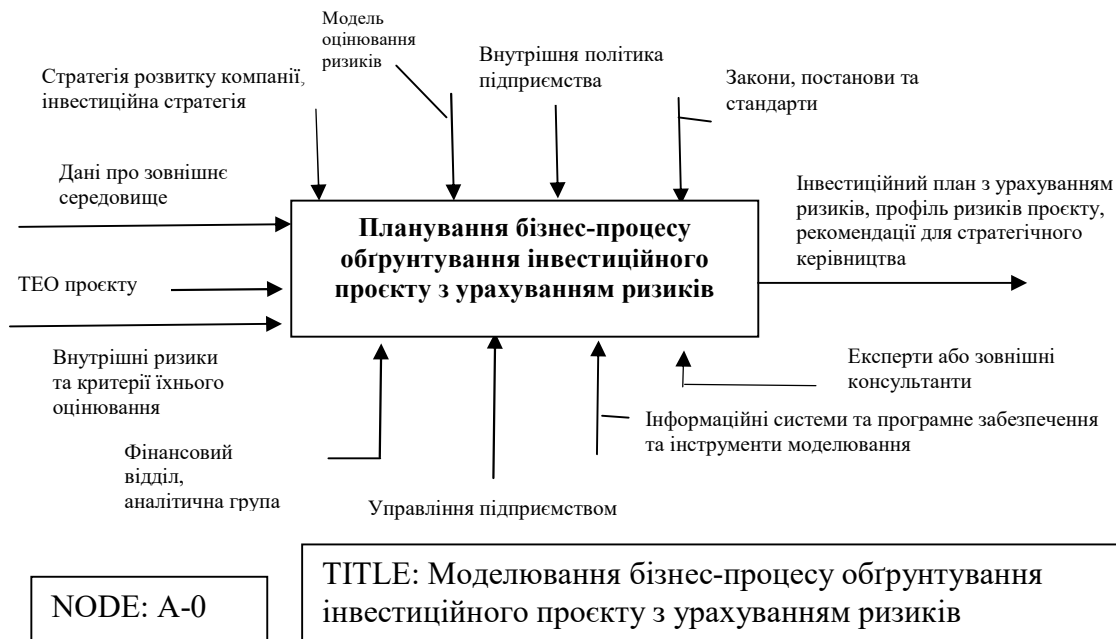 Модель
оцінювання
ризиків
Внутрішня політика
підприємства
Стратегія розвитку компанії,
інвестиційна стратегія
Закони, постанови та
стандарти
Дані про зовнішнє
середовище
Інвестиційний план з урахуванням
ризиків, профіль ризиків проєкту,
рекомендації для стратегічного
керівництва
Планування бізнес-процесу
обґрунтування інвестиційного
проєкту з урахуванням ризиків
ТЕО проєкту
Внутрішні ризики
та критерії їхнього
оцінювання
Експерти або зовнішні
консультанти
Інформаційні системи та програмне забезпечення
та інструменти моделювання
Фінансовий
відділ,
аналітична група
Управління підприємством
NODE: A-0
TITLE: Моделювання бізнес-процесу обґрунтування
інвестиційного проєкту з урахуванням ризиків